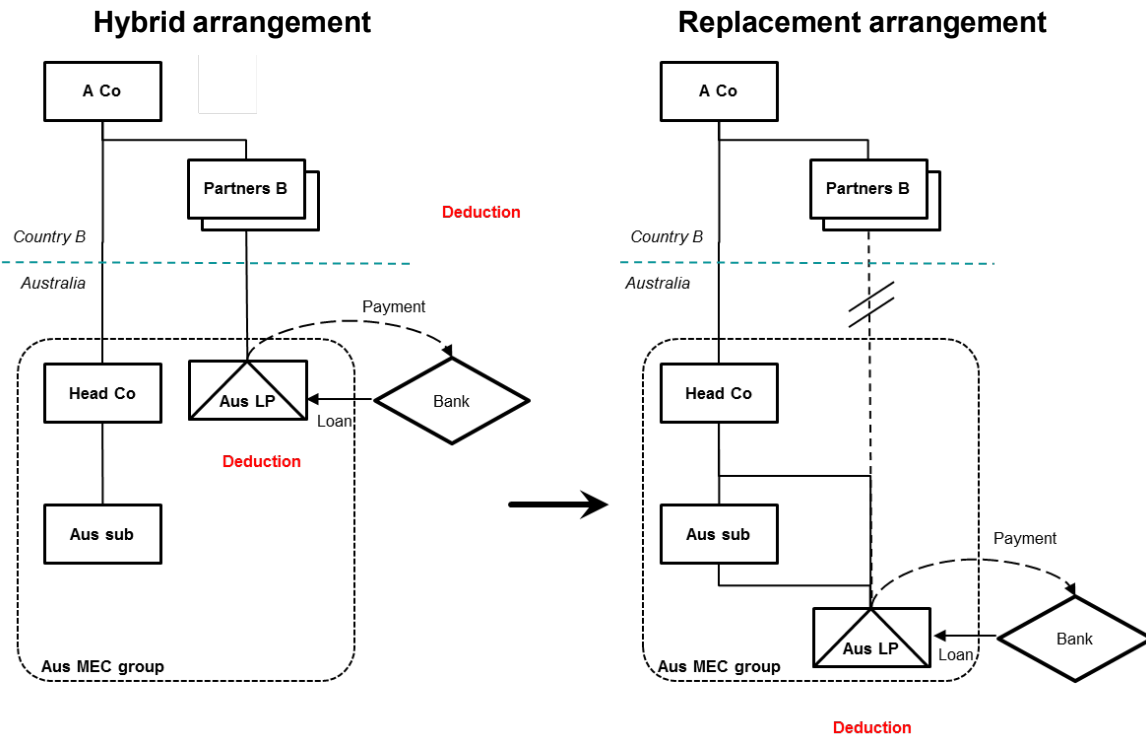 Hybrid arrangement
A Co
Partners B
Deduction
Country B
Australia
Payment
Head Co
Aus LP
Loan
Bank
Deduction
Aus sub
Aus MEC group
Replacement arrangement
A Co
Partners B
Country B
Australia
Head Co
Aus sub
Payment
Aus LP
Loan
Bank
Aus MEC group
Deduction